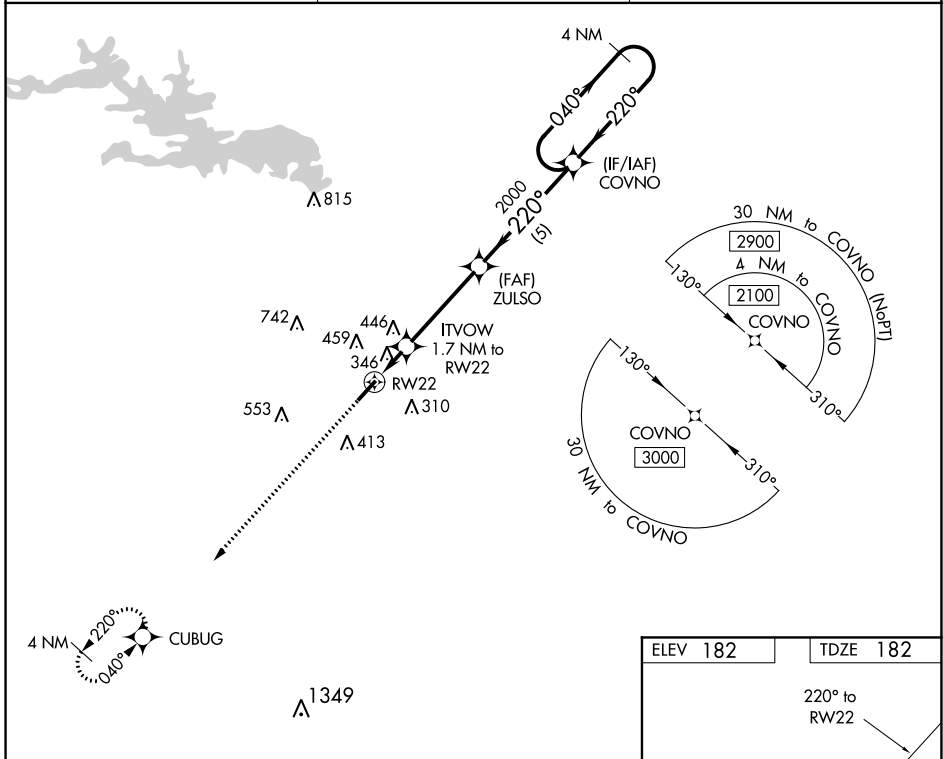 4 NM
040°
220°
(IF/IAF)
COVNO
2000
220°
(5)
815
(FAF)
ZULSO
30 NM to COVNO (NoPT)
2900
4 NM to COVNO
130°
2100
COVNO
310°
742
446
459
346
ITVOW
1.7 NM to
RW22
RW22
310
553
413
130°
COVNO
3000
310°
30 NM to COVNO
4 NM
220°
040°
CUBUG
1349
ELEV 182
TDZE 182
220° to
RW22